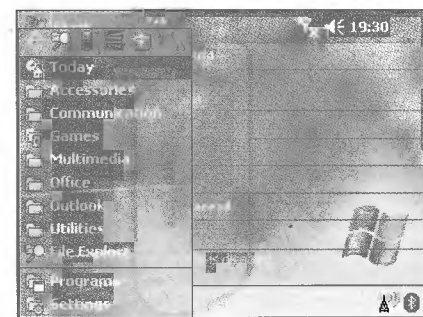 19:30
Today
Accessories
Communication
Games
Multimedia
Office
Outlook
Utilities
File Explorer
Programs
Settings